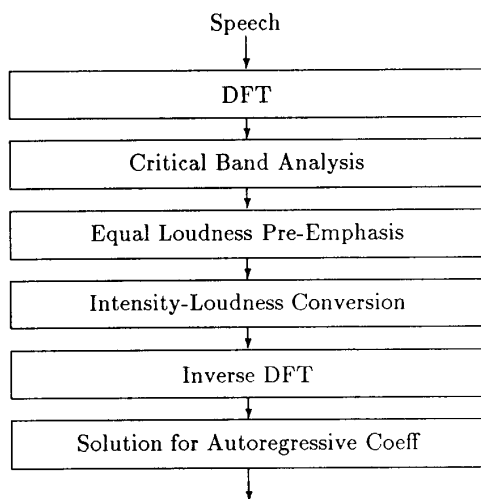 Speech
DFT
Critical Band Analysis
Equal Loudness Pre-Emphasis
Intensity-Loudness Conversion
Inverse DFT
Solution for Autoregressive Coeff